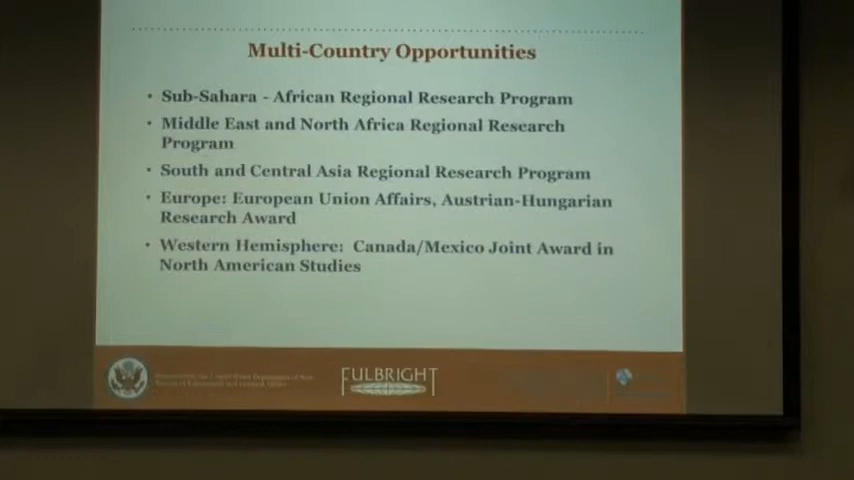 Multi-Country Opportunities
• Sub-Sahara - African Regional Research Program
• Middle East and North Africa Regional Research
Program
• South and Central Asia Regional Research Program
• Europe: European Union Affairs, Austrian-Hungarian
Research Award
• Western Hemisphere: Canada/Mexico Joint Award in
North American Studies
FULBRIGHT